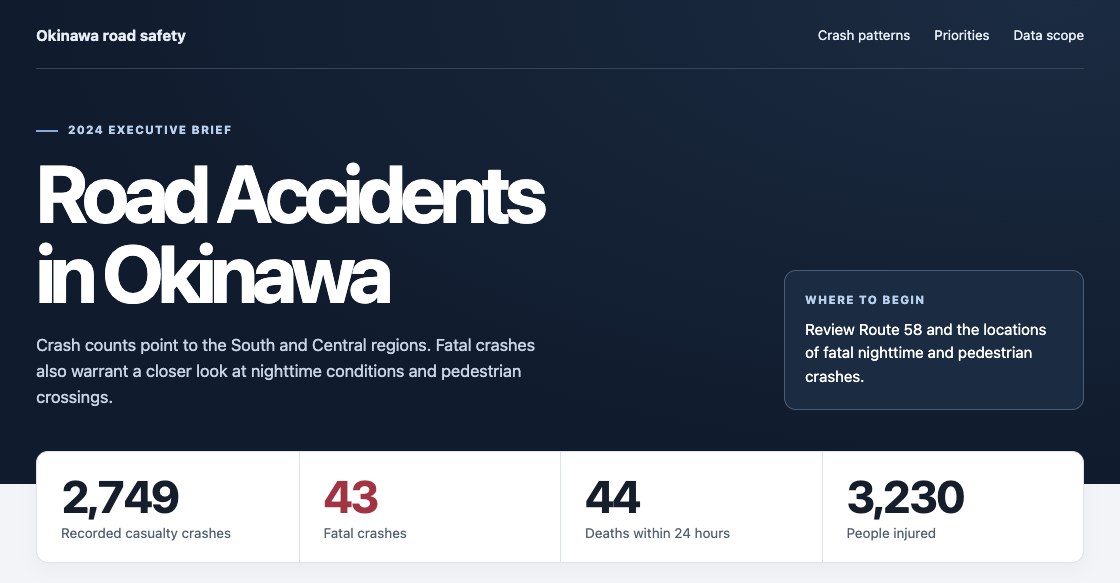 Okinawa road safety
Crash patterns
Priorities
Data scope
2024 EXECUTIVE BRIEF
Road Accidents
in Okinawa
Crash counts point to the South and Central regions. Fatal crashes
also warrant a closer look at nighttime conditions and pedestrian
crossings.
WHERE TO BEGIN
Review Route 58 and the locations
of fatal nighttime and pedestrian
crashes.
2,749
Recorded casualty crashes
43
Fatal crashes
44
Deaths within 24 hours
3,230
People injured